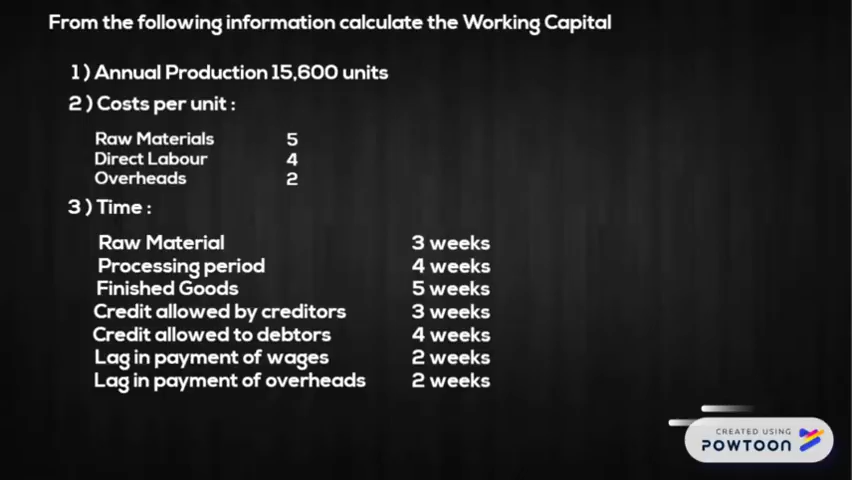 From the following information calculate the Working Capital
1) Annual Production 15,600 units
2) Costs per unit :
Raw Materials 5
Direct Labour 4
Overheads 2
3) Time :
Raw Material 3 weeks
Processing period 4 weeks
Finished Goods 5 weeks
Credit allowed by creditors 3 weeks
Credit allowed to debtors 4 weeks
Lag in payment of wages 2 weeks
Lag in payment of overheads 2 weeks
CREATED USING
POWTOON